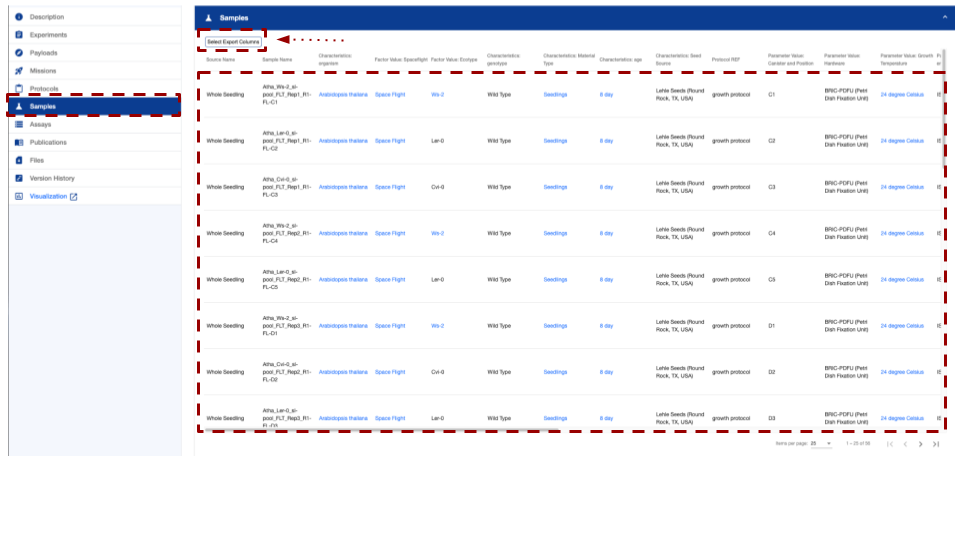 Description
Experiments
Payloads
Missions
Protocols
Samples
Assays
Publications
Files
Version History
Visualization
Samples
Select Export Columns
Source Name
Sample Name
Characteristics: organism
Factor Value: Spaceflight
Factor Value: Ecotype
Characteristics: genotype
Characteristics: Material Type
Characteristics: age
Characteristics: Seed Source
Protocol REF
Parameter Value: Canister and Position
Parameter Value: Hardware
Parameter Value: Growth Temperature
Whole Seedling
Atha_Ws-2_sl-
pool_FLT_Rep1_R1-
FL-C1
Arabidopsis thaliana
Space Flight
Ws-2
Wild Type
Seedlings
8 day
Lehle Seeds (Round
Rock, TX, USA)
growth protocol
C1
BRIC-PDFU (Petri
Dish Fixation Unit)
24 degree Celsius
Whole Seedling
Atha_Ler-0_sl-
pool_FLT_Rep1_R1-
FL-C2
Arabidopsis thaliana
Space Flight
Ler-0
Wild Type
Seedlings
8 day
Lehle Seeds (Round
Rock, TX, USA)
growth protocol
C2
BRIC-PDFU (Petri
Dish Fixation Unit)
24 degree Celsius
Whole Seedling
Atha_Cvi-0_sl-
pool_FLT_Rep1_R1-
FL-C3
Arabidopsis thaliana
Space Flight
Cvi-0
Wild Type
Seedlings
8 day
Lehle Seeds (Round
Rock, TX, USA)
growth protocol
C3
BRIC-PDFU (Petri
Dish Fixation Unit)
24 degree Celsius
Whole Seedling
Atha_Ws-2_sl-
pool_FLT_Rep2_R1-
FL-C4
Arabidopsis thaliana
Space Flight
Ws-2
Wild Type
Seedlings
8 day
Lehle Seeds (Round
Rock, TX, USA)
growth protocol
C4
BRIC-PDFU (Petri
Dish Fixation Unit)
24 degree Celsius
Whole Seedling
Atha_Ler-0_sl-
pool_FLT_Rep2_R1-
FL-C5
Arabidopsis thaliana
Space Flight
Ler-0
Wild Type
Seedlings
8 day
Lehle Seeds (Round
Rock, TX, USA)
growth protocol
C5
BRIC-PDFU (Petri
Dish Fixation Unit)
24 degree Celsius
Whole Seedling
Atha_Ws-2_sl-
pool_FLT_Rep3_R1-
FL-D1
Arabidopsis thaliana
Space Flight
Ws-2
Wild Type
Seedlings
8 day
Lehle Seeds (Round
Rock, TX, USA)
growth protocol
D1
BRIC-PDFU (Petri
Dish Fixation Unit)
24 degree Celsius
Whole Seedling
Atha_Cvi-0_sl-
pool_FLT_Rep2_R1-
FL-D2
Arabidopsis thaliana
Space Flight
Cvi-0
Wild Type
Seedlings
8 day
Lehle Seeds (Round
Rock, TX, USA)
growth protocol
D2
BRIC-PDFU (Petri
Dish Fixation Unit)
24 degree Celsius
Whole Seedling
Atha_Ler-0_sl-
pool_FLT_Rep3_R1-
FL-D3
Arabidopsis thaliana
Space Flight
Ler-0
Wild Type
Seedlings
8 day
Lehle Seeds (Round
Rock, TX, USA)
growth protocol
D3
BRIC-PDFU (Petri
Dish Fixation Unit)
24 degree Celsius
Items per page: 25